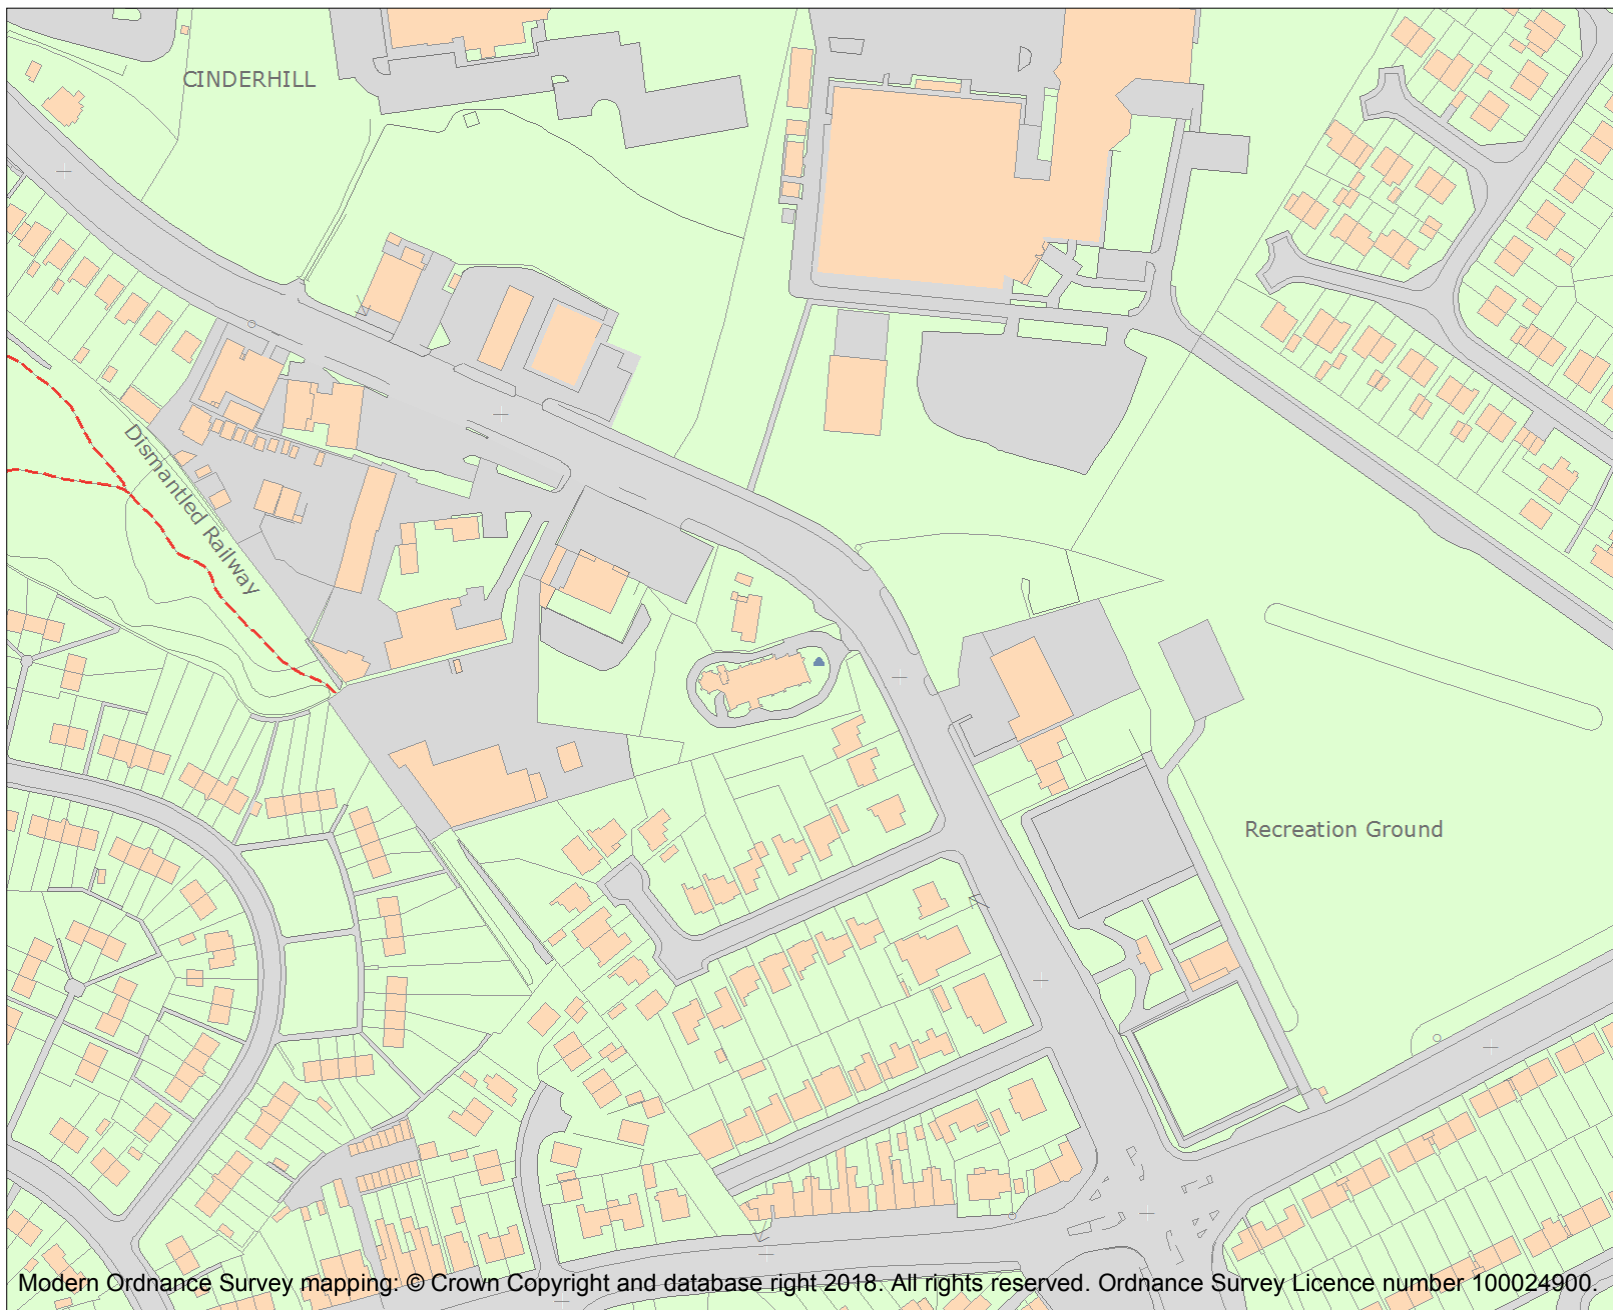 CINDERHILL
Dismantled Railway
Recreation Ground
Modern Ordnance Survey mapping: © Crown Copyright and database right 2018. All rights reserved. Ordnance Survey Licence number 100024900.